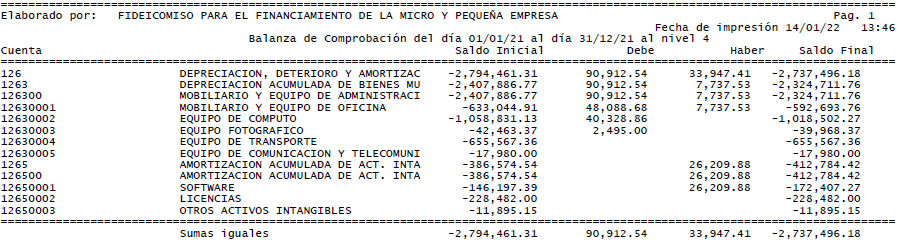 Elaborado por: FIDEICOMISO PARA EL FINANCIAMIENTO DE LA MICRO Y PEQUEÑA EMPRESA Pag. 1
Fecha de impresión 14/01/22 13:46
Balanza de Comprobación del día 01/01/21 al día 31/12/21 al nivel 4
Cuenta Saldo Inicial Debe Haber Saldo Final
126 DEPRECIACION, DETERIORO Y AMORTIZAC -2,794,461.31 90,912.54 33,947.41 -2,737,496.18
1263 DEPRECIACION ACUMULADA DE BIENES MU -2,407,886.77 90,912.54 7,737.53 -2,324,711.76
126300 MOBILIARIO Y EQUIPO DE ADMINISTRACI -2,407,886.77 90,912.54 7,737.53 -2,324,711.76
12630001 MOBILIARIO Y EQUIPO DE OFICINA -633,044.91 48,088.68 7,737.53 -592,693.76
12630002 EQUIPO DE COMPUTO -1,058,831.13 40,328.86 -1,018,502.27
12630003 EQUIPO FOTOGRAFICO -42,463.37 2,495.00 -39,968.37
12630004 EQUIPO DE TRANSPORTE -655,567.36 -655,567.36
12630005 EQUIPO DE COMUNICACION Y TELECOMUNI -17,980.00 -17,980.00
1265 AMORTIZACION ACUMULADA DE ACT. INTA -386,574.54 26,209.88 -412,784.42
126500 AMORTIZACION ACUMULADA DE ACT. INTA -386,574.54 26,209.88 -412,784.42
12650001 SOFTWARE -146,197.39 26,209.88 -172,407.27
12650002 LICENCIAS -228,482.00 -228,482.00
12650003 OTROS ACTIVOS INTANGIBLES -11,895.15 -11,895.15
Sumas iguales -2,794,461.31 90,912.54 33,947.41 -2,737,496.18